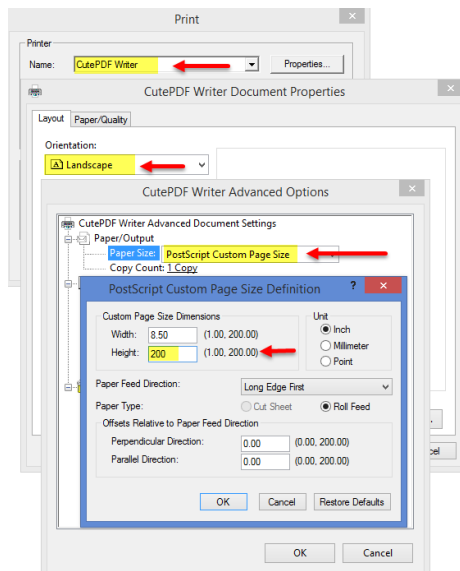 Print
Printer
Name: CutePDF Writer Properties...
CutePDF Writer Document Properties
Layout Paper/Quality
Orientation:
A Landscape
CutePDF Writer Advanced Options
CutePDF Writer Advanced Document Settings
Paper/Output
Paper Size: PostScript Custom Page Size
Copy Count: 1 Copy
PostScript Custom Page Size Definition ?
Custom Page Size Dimensions Unit
Width: 8.50 (1.00, 200.00) Inch
Height: 200 (1.00, 200.00) Millimeter
Point
Paper Feed Direction: Long Edge First
Paper Type: Cut Sheet Roll Feed
Offsets Relative to Paper Feed Direction
Perpendicular Direction: 0.00 (0.00, 200.00)
Parallel Direction: 0.00 (0.00, 200.00)
OK Cancel Restore Defaults
OK Cancel